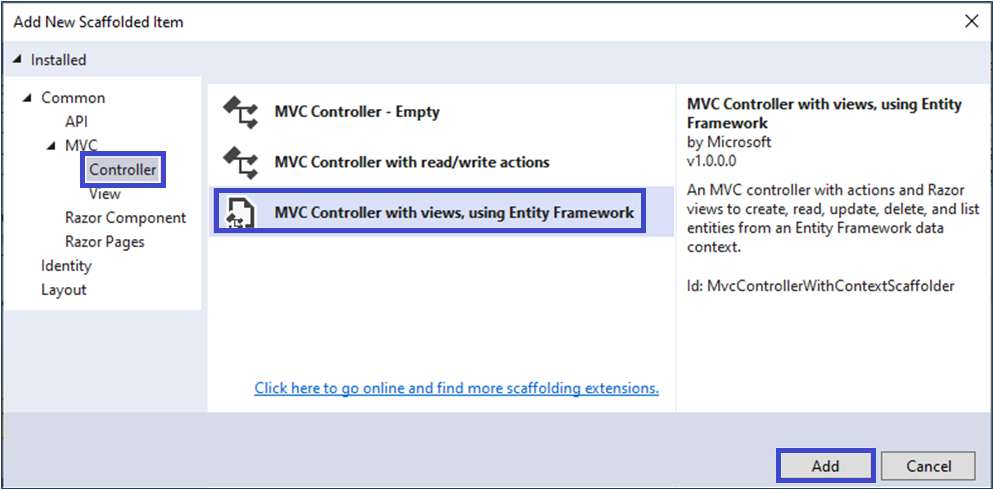 Add New Scaffolded Item
Installed
Common
API
MVC
Controller
View
Razor Component
Razor Pages
Identity
Layout
MVC Controller - Empty
MVC Controller with read/write actions
MVC Controller with views, using Entity Framework
Click here to go online and find more scaffolding extensions.
MVC Controller with views, using Entity
Framework
by Microsoft
v1.0.0.0
An MVC controller with actions and Razor
views to create, read, update, delete, and list
entities from an Entity Framework data
context.
Id: MvcControllerWithContextScaffolder
Add
Cancel